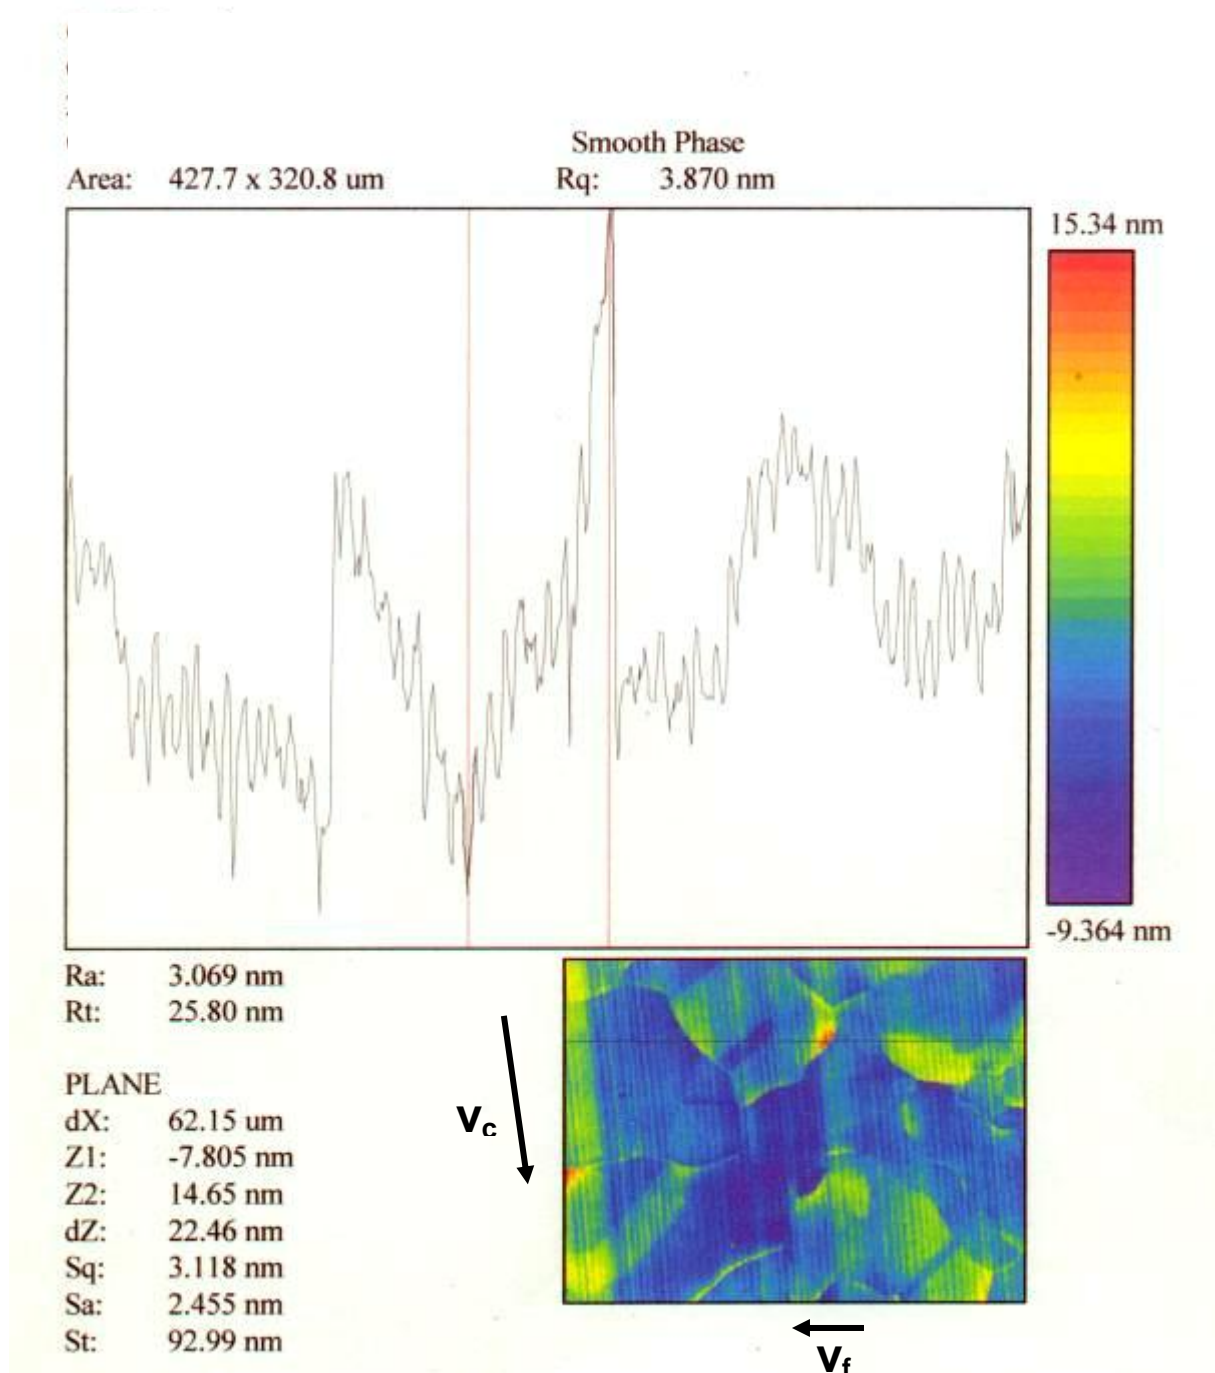 Smooth Phase
Area: 427.7 x 320.8 um Rq: 3.870 nm
15.34 nm
-9.364 nm
Ra: 3.069 nm
Rt: 25.80 nm
PLANE
dX: 62.15 um
Z1: -7.805 nm
Z2: 14.65 nm
dZ: 22.46 nm
Sq: 3.118 nm
Sa: 2.455 nm
St: 92.99 nm
Vc
Vf